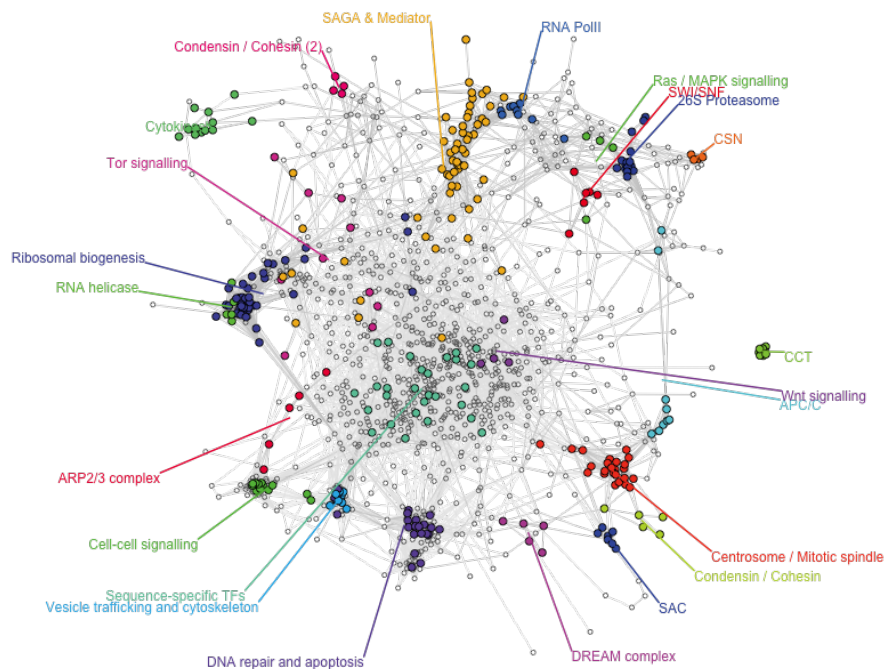 SAGA & Mediator
RNA PolII
Condensin / Cohesin (2)
Ras / MAPK signalling
SWI/SNF
26S Proteasome
Cytokines
CSN
Tor signalling
Ribosomal biogenesis
RNA helicase
CCT
Wnt signalling
APC/C
ARP2/3 complex
Cell-cell signalling
Centrosome / Mitotic spindle
Condensin / Cohesin
Sequence-specific TFs
Vesicle trafficking and cytoskeleton
SAC
DREAM complex
DNA repair and apoptosis